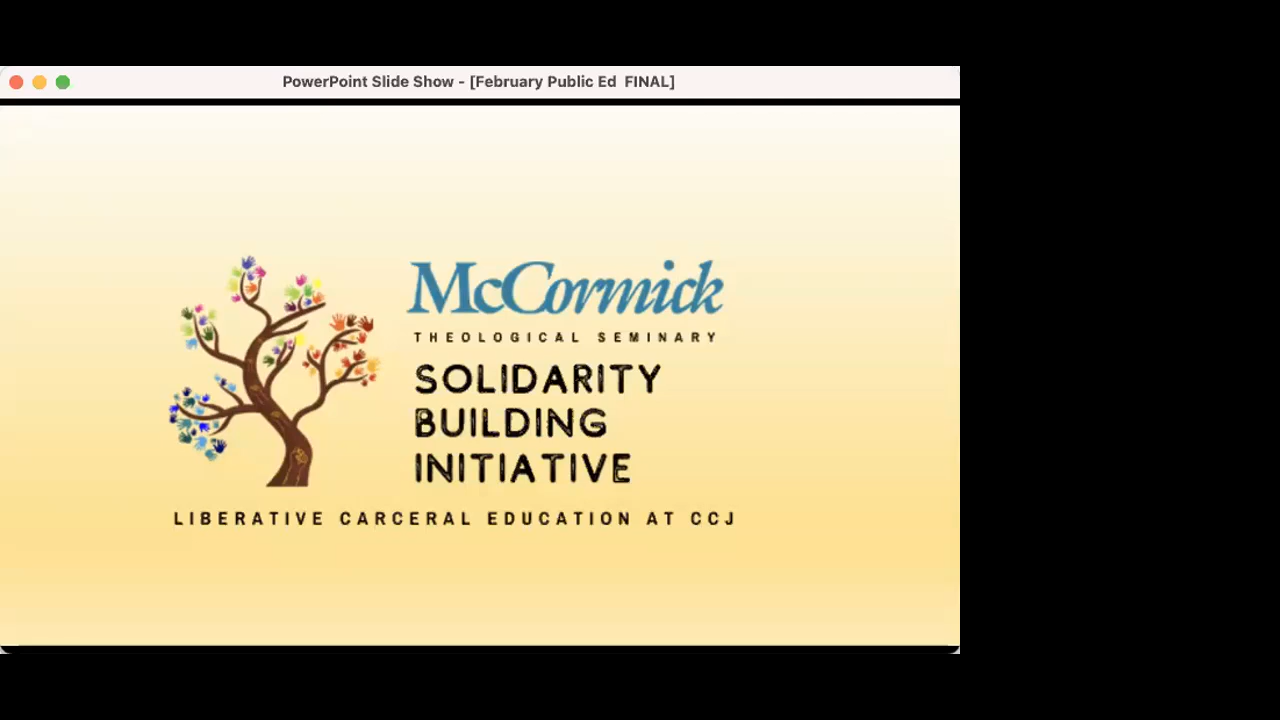 PowerPoint Slide Show - [February Public Ed  FINAL]
McCormick
THEOLOGICAL SEMINARY
SOLIDARITY
BUILDING
INITIATIVE
LIBERATIVE CARCERAL EDUCATION AT CCJ